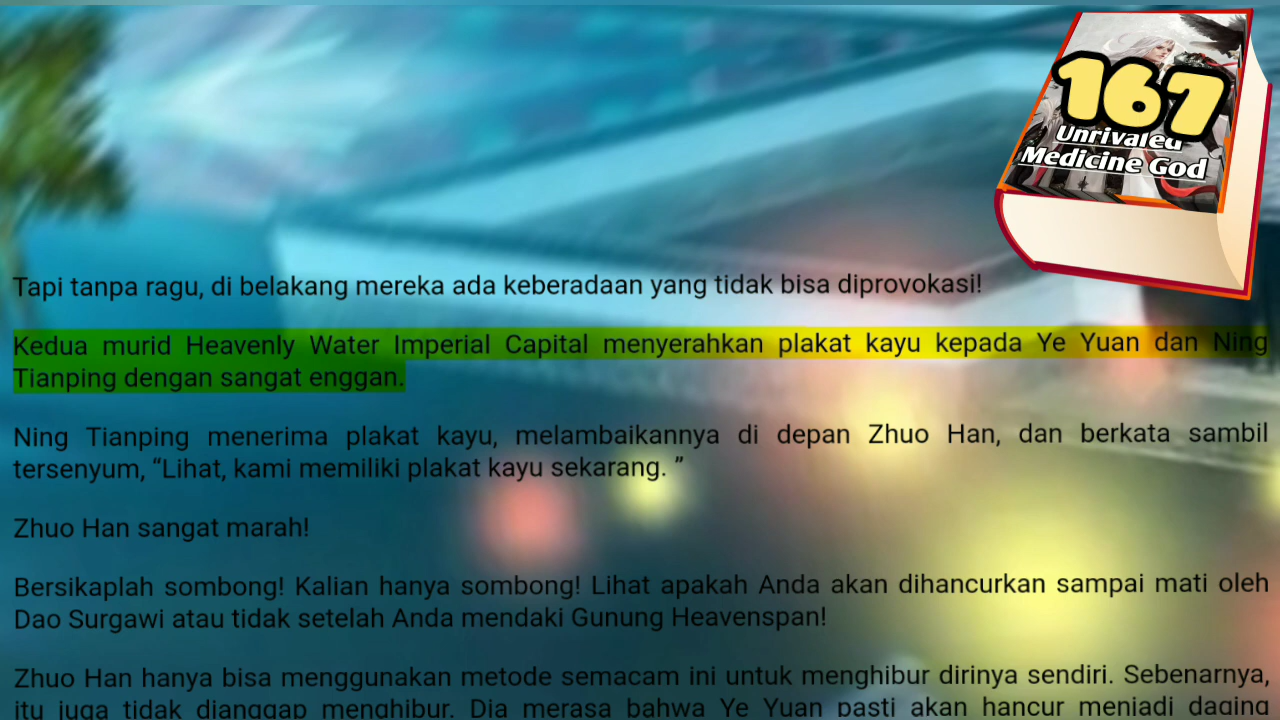 167
Unrivaled
Medicine God
Tapi tanpa ragu, di belakang mereka ada keberadaan yang tidak bisa diprovokasi!
Kedua murid Heavenly Water Imperial Capital menyerahkan plakat kayu kepada Ye Yuan dan Ning
Tianping dengan sangat enggan.
Ning Tianping menerima plakat kayu, melambaikannya di depan Zhuo Han, dan berkata sambil
tersenyum, “Lihat, kami memiliki plakat kayu sekarang. ”
Zhuo Han sangat marah!
Bersikaplah sombong! Kalian hanya sombong! Lihat apakah Anda akan dihancurkan sampai mati oleh
Dao Surgawi atau tidak setelah Anda mendaki Gunung Heavenspan!
Zhuo Han hanya bisa menggunakan metode semacam ini untuk menghibur dirinya sendiri. Sebenarnya,
itu juga tidak dianggap menghibur. Dia merasa bahwa Ye Yuan pasti akan hancur menjadi daging